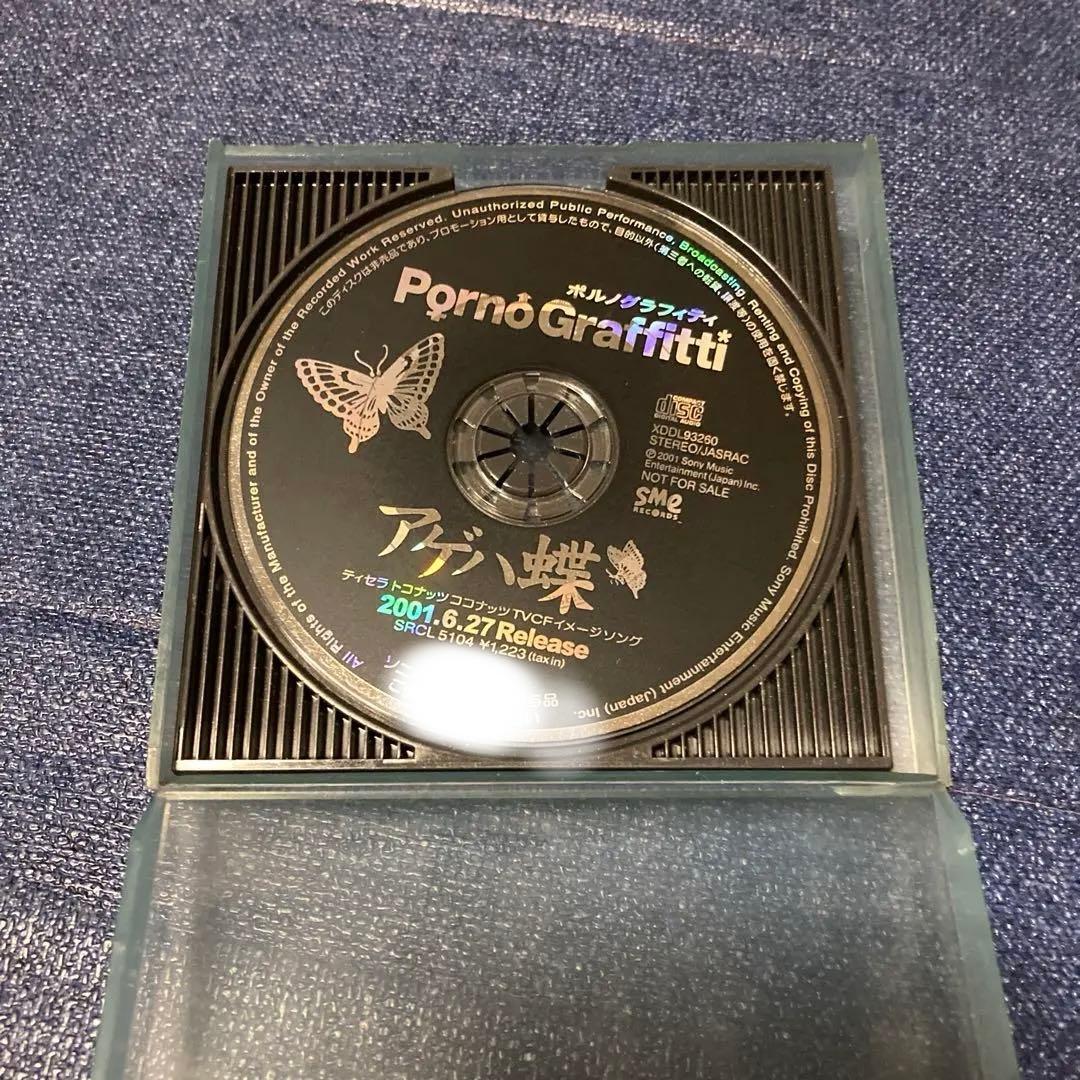 All Rights of the Manufacturer and of the Owner of the Recorded Work Reserved. Unauthorized Public Performance, Broadcasting, Renting and Copying of this Disc Prohibited. Sony Music Entertainment (Japan) Inc.
このディスクは非売品であり、プロモーション用として貸与したもので、目的以外(第三者への転貸、譲渡等)の使用を固く禁じます。
ポルノグラフィティ
Porno Graffitti
COMPACT
disc
DIGITAL AUDIO
XDDL93260
STEREO/JASRAC
Ⓟ2001 Sony Music
Entertainment (Japan) Inc.
NOT FOR SALE
SMe
RECORDS
アゲハ蝶
ティセラ トコナッツ ココナッツ TVCFイメージソング
2001.6.27 Release
SRCL 5104 ¥1,223 (tax in)